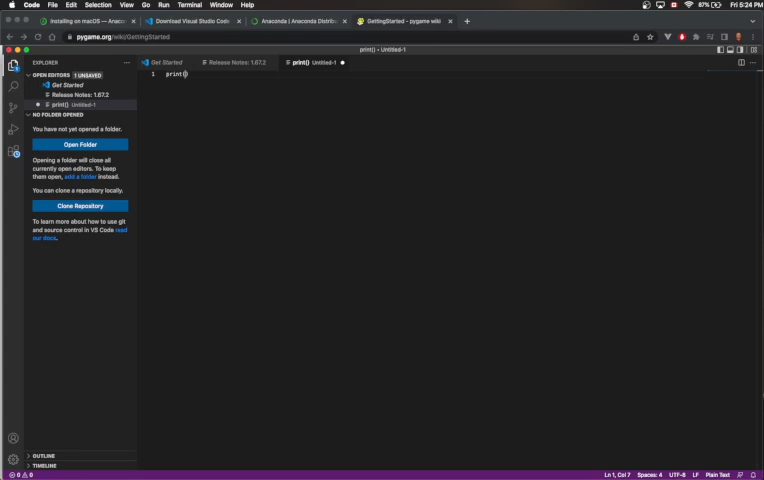 Code File Edit Selection View Go Run Terminal Window Help 87% Fri 5:24 PM
Installing on macOS — Anacon Download Visual Studio Code Anaconda | Anaconda Distribu GettingStarted - pygame wiki
pygame.org/wiki/GettingStarted
print() • Untitled-1
EXPLORER
Get Started Release Notes: 1.67.2 print() Untitled-1
OPEN EDITORS 1 UNSAVED
1 print()
Get Started
Release Notes: 1.67.2
print() Untitled-1
NO FOLDER OPENED
You have not yet opened a folder.
Open Folder
Opening a folder will close all
currently open editors. To keep
them open, add a folder instead.
You can clone a repository locally.
Clone Repository
To learn more about how to use git
and source control in VS Code read
our docs.
OUTLINE
TIMELINE
0 0 Ln 1, Col 7 Spaces: 4 UTF-8 LF Plain Text